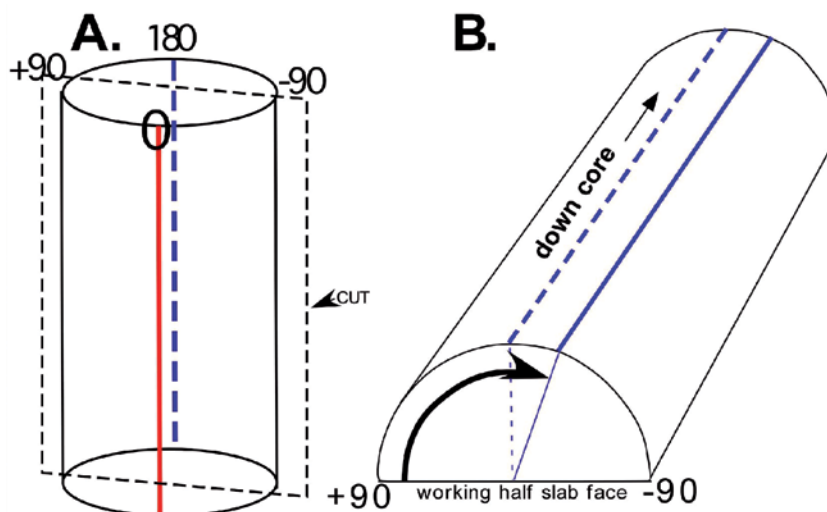 A.
180
B.
+90
-90
0
down core
CUT
+90
working half slab face
-90